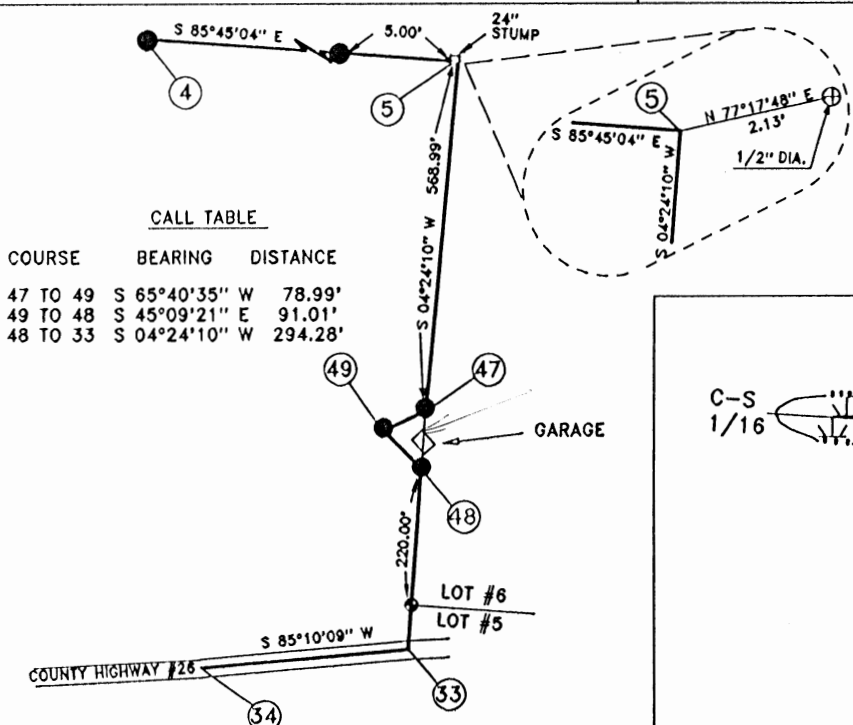 S 85°45'04" E
5.00'
24"
STUMP
4
5
568.99'
S 04°24'10" W
5
N 77°17'48" E
2.13'
S 85°45'04" E
1/2" DIA.
S 04°24'10" W
CALL TABLE
COURSE BEARING DISTANCE
47 TO 49 S 65°40'35" W 78.99'
49 TO 48 S 45°09'21" E 91.01'
48 TO 33 S 04°24'10" W 294.28'
49
47
C-S
1/16
GARAGE
48
220.00'
LOT #6
LOT #5
S 85°10'09" W
COUNTY HIGHWAY #26
33
34